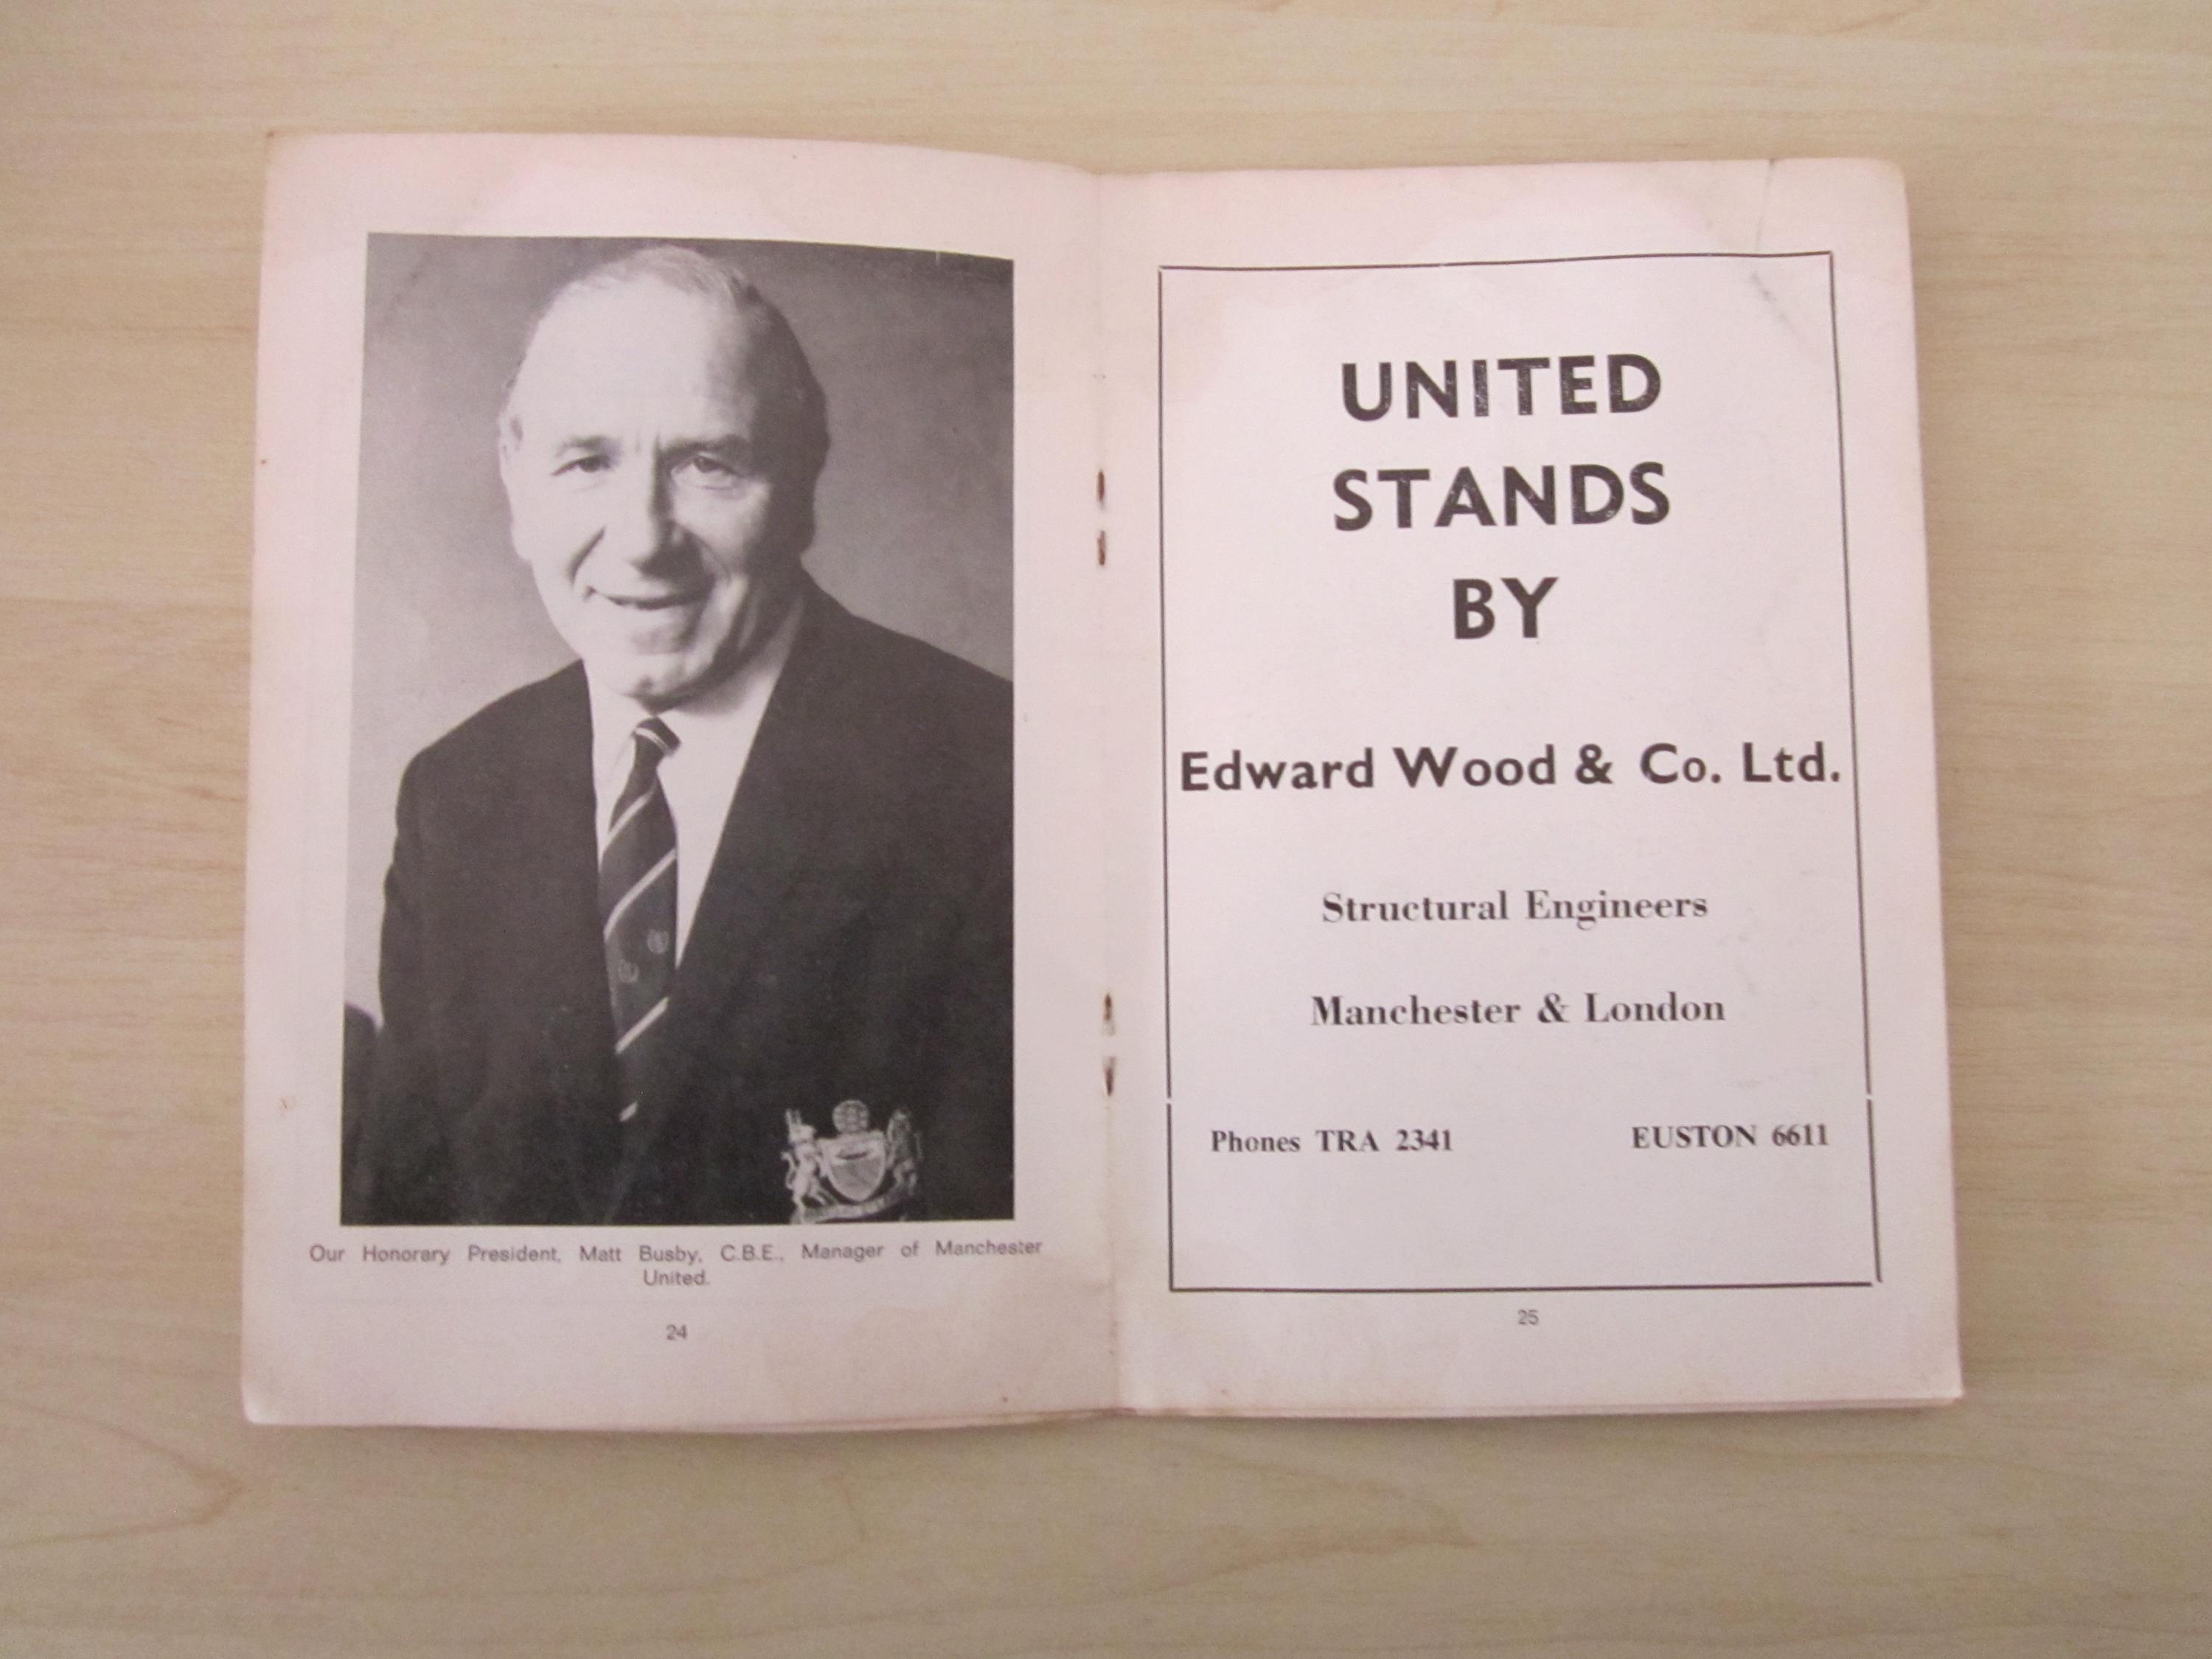 Our Honorary President, Matt Busby, C.B.E., Manager of Manchester
United.
24
UNITED
STANDS
BY
Edward Wood & Co. Ltd.
Structural Engineers
Manchester & London
Phones TRA 2341 EUSTON 6611
25